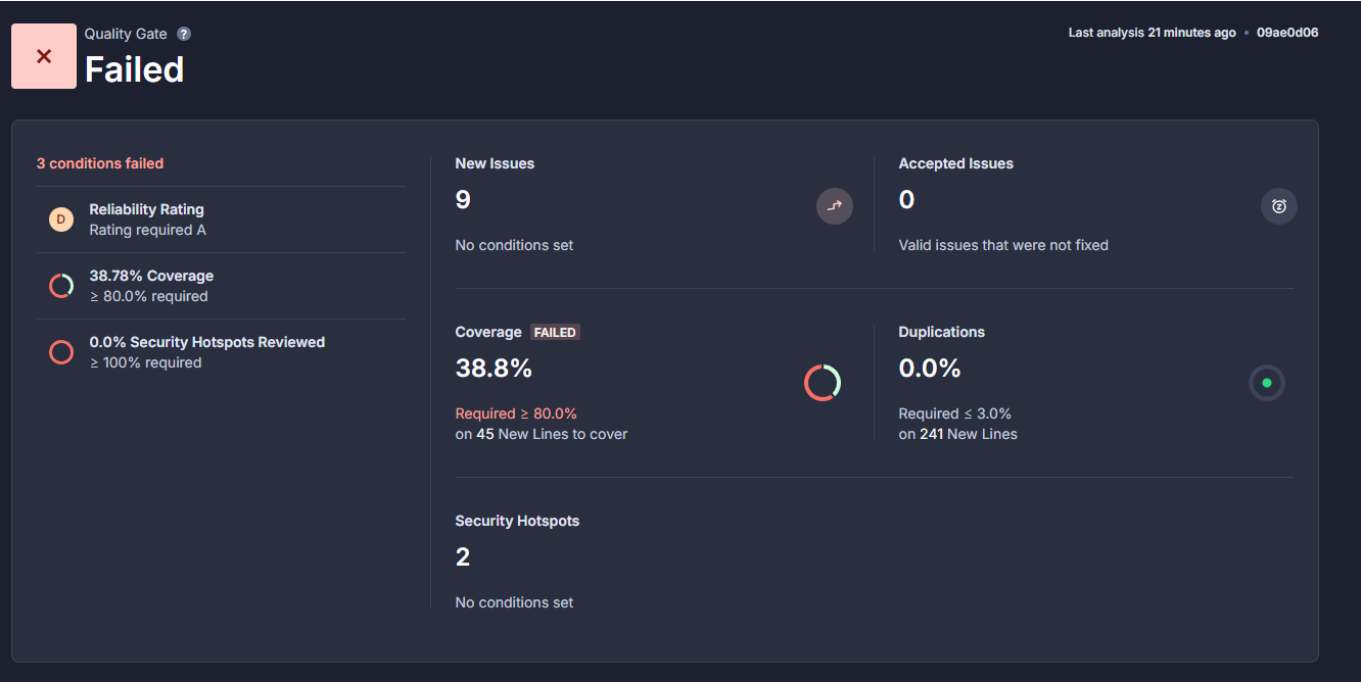 Quality Gate ?
Failed
Last analysis 21 minutes ago • 09ae0d06
3 conditions failed
D
Reliability Rating
Rating required A
38.78% Coverage
≥ 80.0% required
0.0% Security Hotspots Reviewed
≥ 100% required
New Issues
9
No conditions set
Accepted Issues
0
Valid issues that were not fixed
Coverage FAILED
38.8%
Required ≥ 80.0%
on 45 New Lines to cover
Duplications
0.0%
Required ≤ 3.0%
on 241 New Lines
Security Hotspots
2
No conditions set